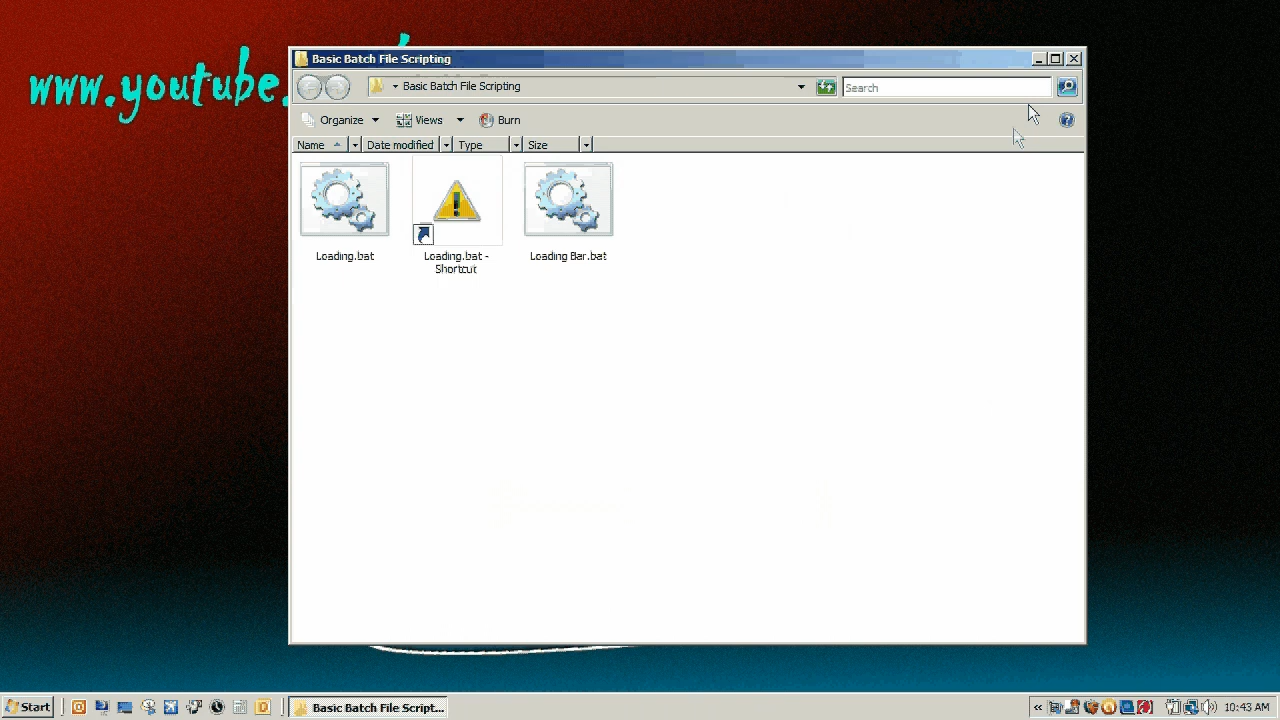 www.youtube.
Basic Batch File Scripting
Basic Batch File Scripting
Search
Organize Views Burn
Name Date modified Type Size
Loading.bat
Loading.bat -
Shortcut
Loading Bar.bat
Start
Basic Batch File Script...
10:43 AM